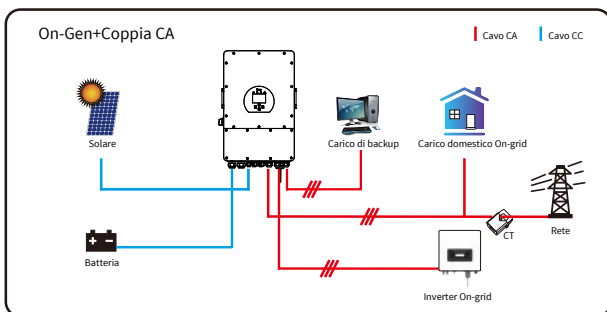 On-Gen+Coppia CA
Cavo CA
Cavo CC
Solare
Carico di backup
Carico domestico On-grid
CT
Rete
Batteria
Inverter On-grid